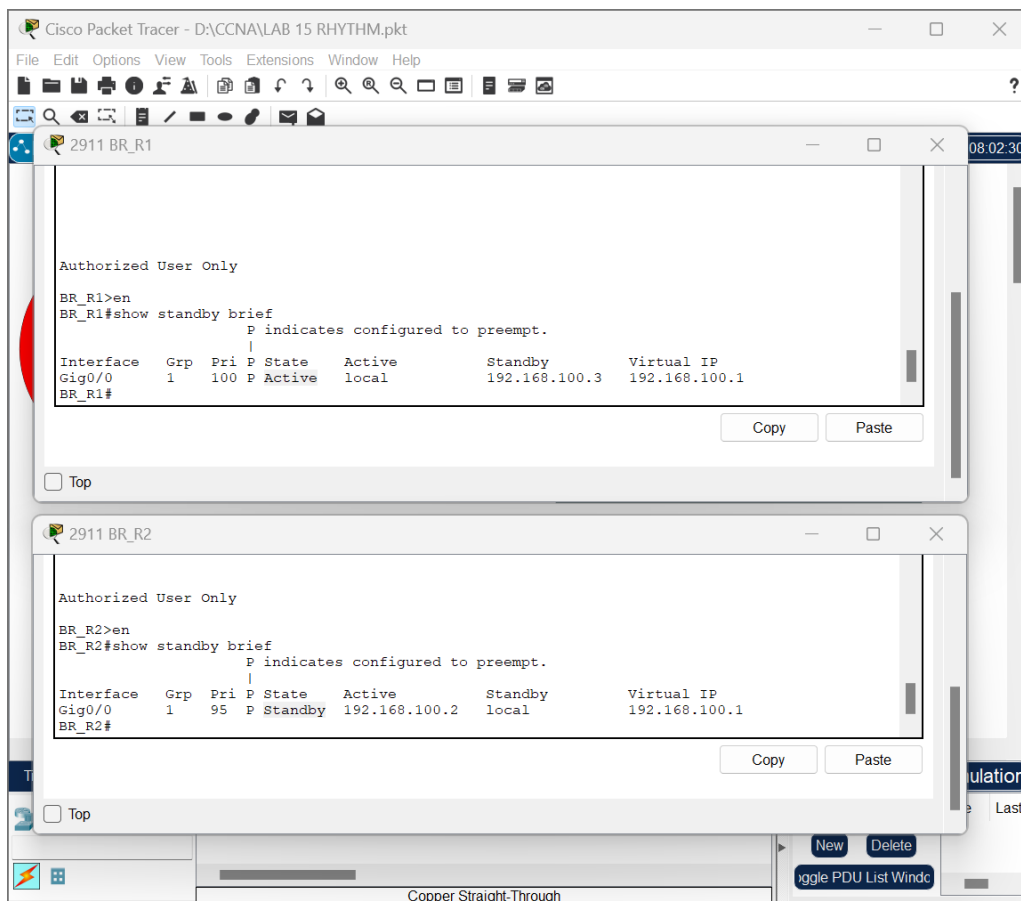 Cisco Packet Tracer - D:\CCNA\LAB 15 RHYTHM.pkt
File Edit Options View Tools Extensions Window Help
?
2911 BR_R1
08:02:30
Authorized User Only
BR_R1>en
BR_R1#show standby brief
P indicates configured to preempt.
|
Interface Grp Pri P State Active Standby Virtual IP
Gig0/0 1 100 P Active local 192.168.100.3 192.168.100.1
BR_R1#
Copy Paste
Top
2911 BR_R2
Authorized User Only
BR_R2>en
BR_R2#show standby brief
P indicates configured to preempt.
|
Interface Grp Pri P State Active Standby Virtual IP
Gig0/0 1 95 P Standby 192.168.100.2 local 192.168.100.1
BR_R2#
Copy Paste
Top
ulation
Last
New Delete
oggle PDU List Windo
Copper Straight-Through